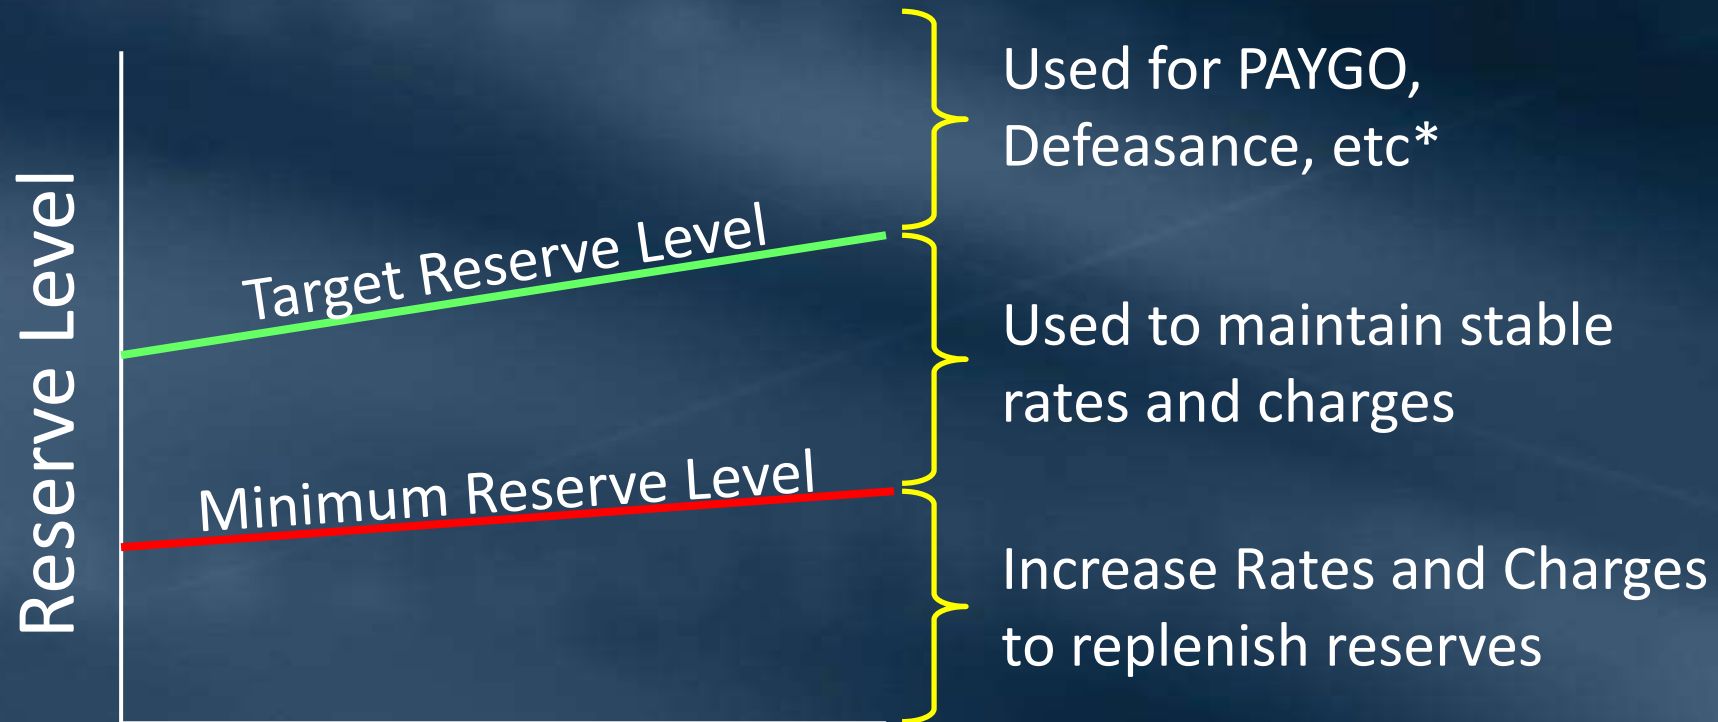 Reserve Level
Target Reserve Level
Minimum Reserve Level
Used for PAYGO,
Defeasance, etc*
Used to maintain stable
rates and charges
Increase Rates and Charges
to replenish reserves